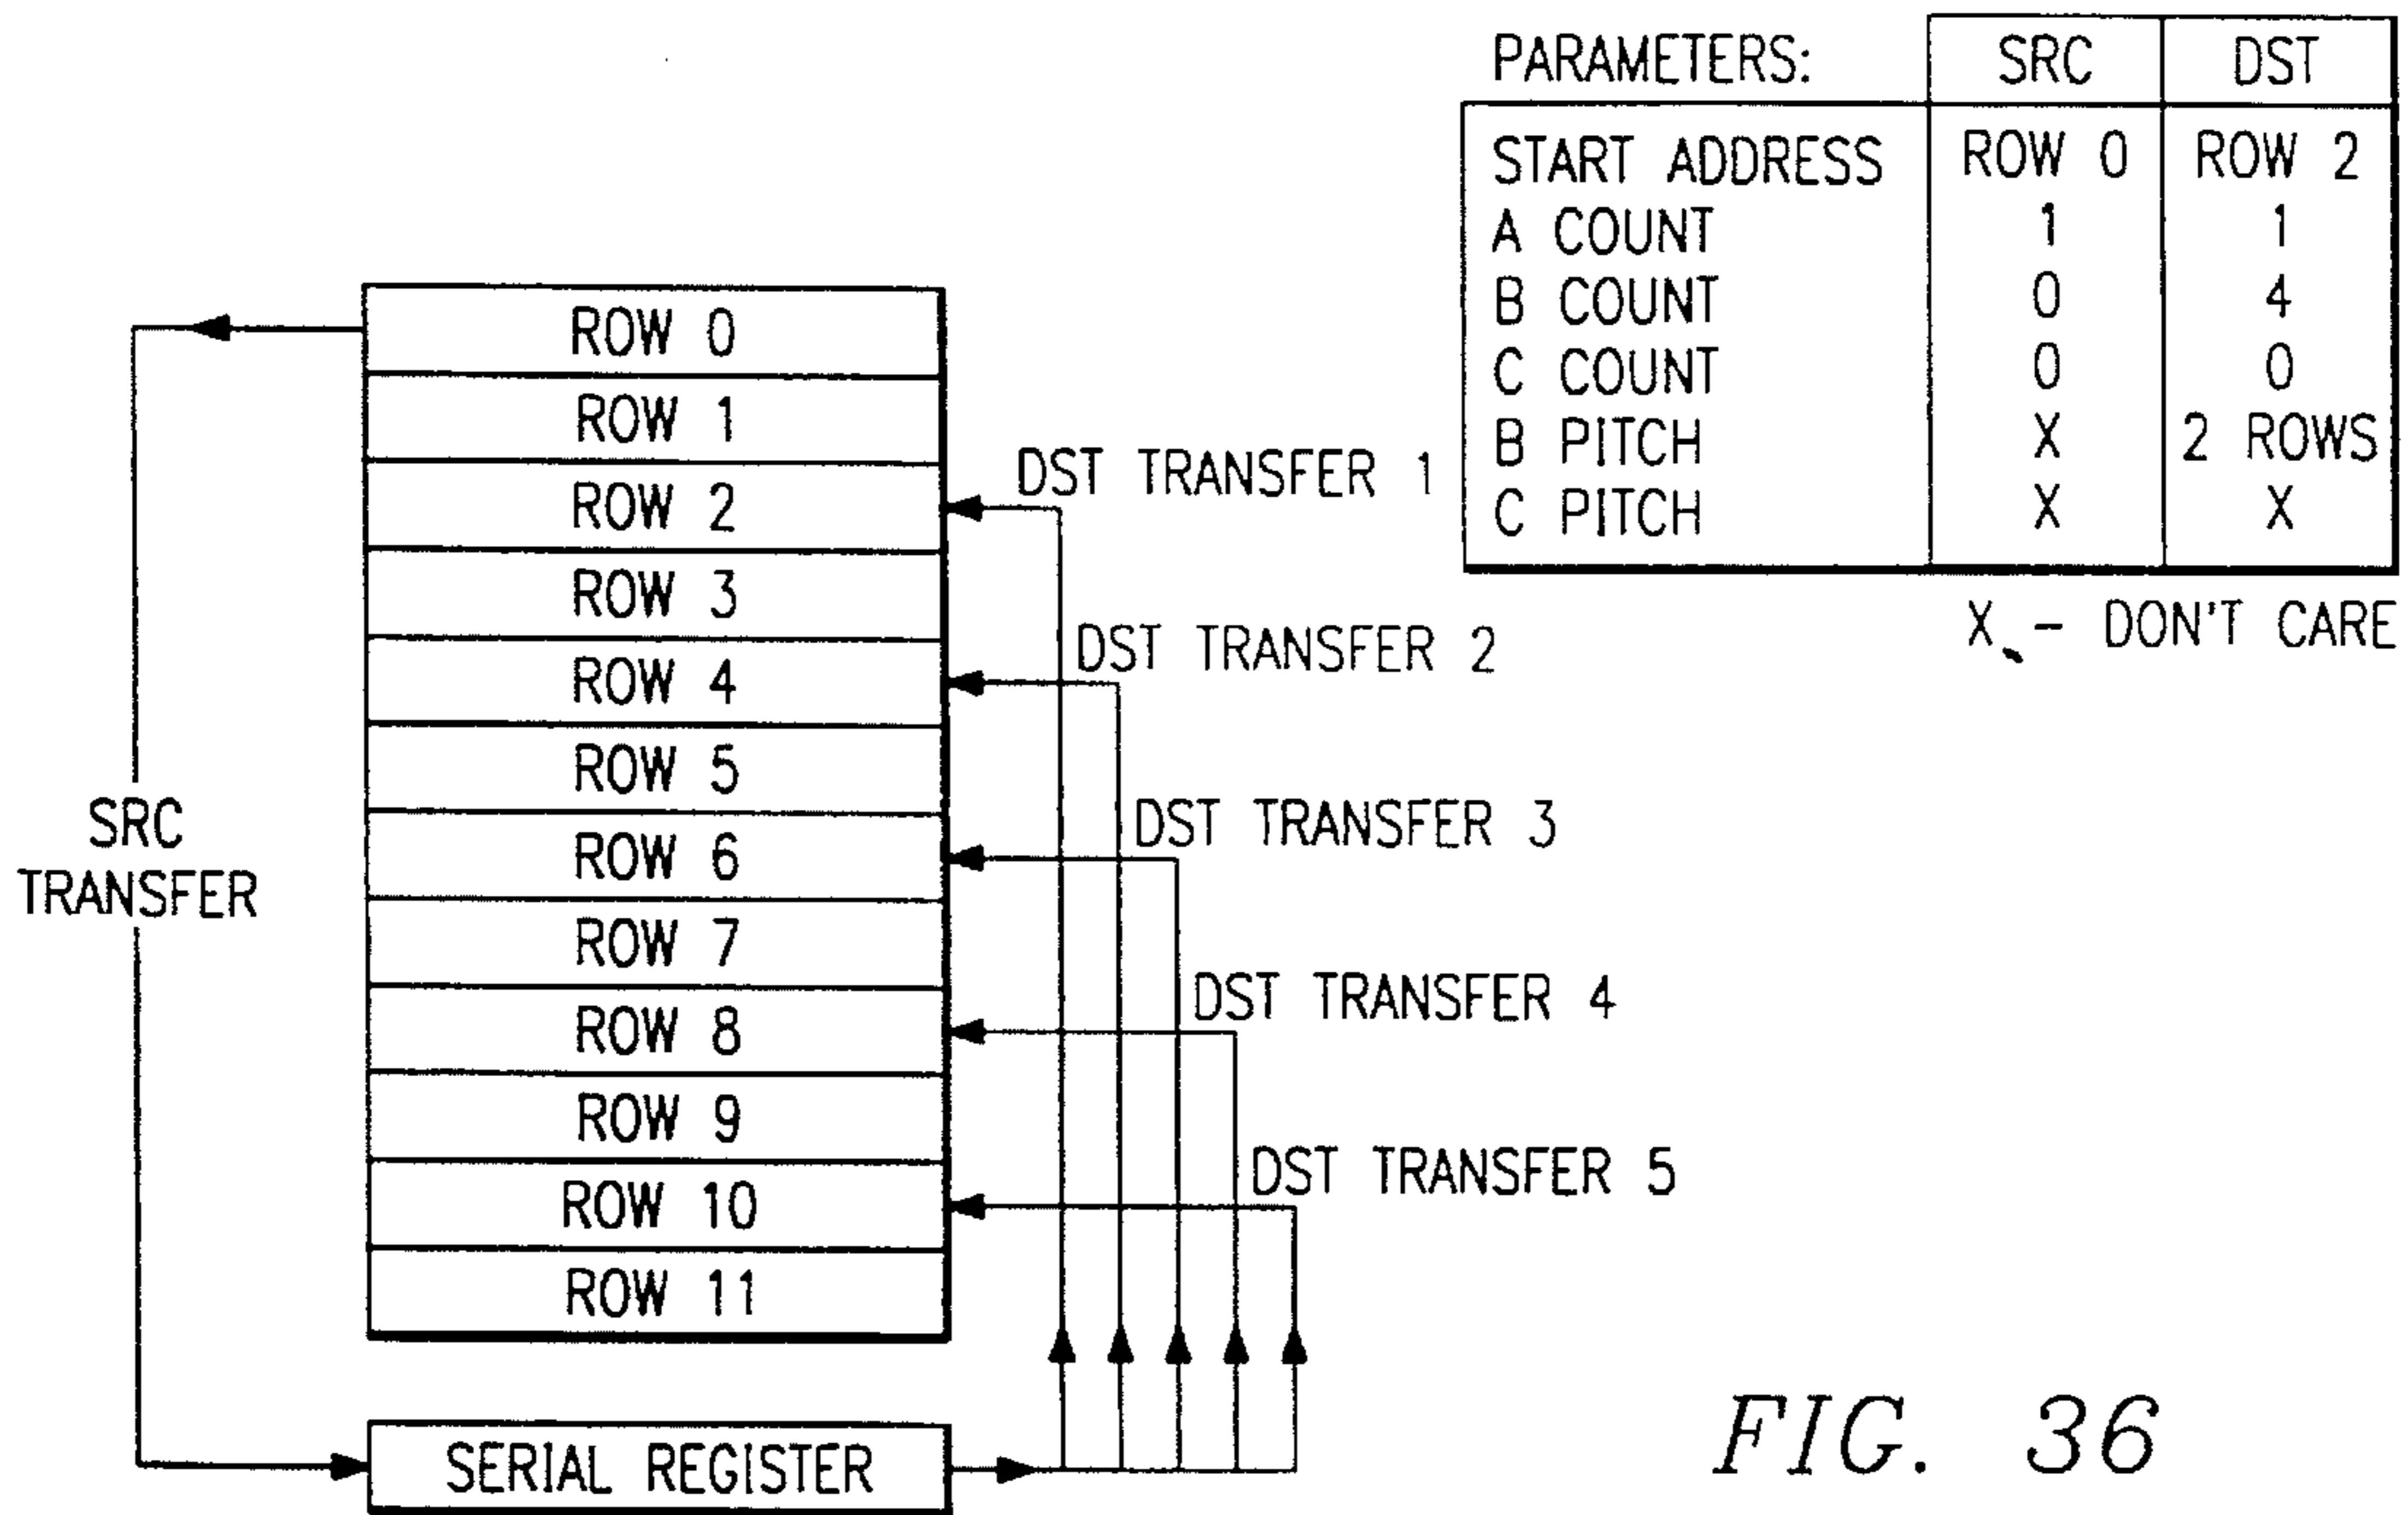 PARAMETERS: SRC DST
START ADDRESS ROW 0 ROW 2
A COUNT 1 1
B COUNT 0 4
C COUNT 0 0
B PITCH X 2 ROWS
C PITCH X X
X - DON'T CARE
ROW 0
ROW 1
ROW 2
ROW 3
ROW 4
ROW 5
ROW 6
ROW 7
ROW 8
ROW 9
ROW 10
ROW 11
SRC
TRANSFER
DST TRANSFER 1
DST TRANSFER 2
DST TRANSFER 3
DST TRANSFER 4
DST TRANSFER 5
SERIAL REGISTER
FIG. 36